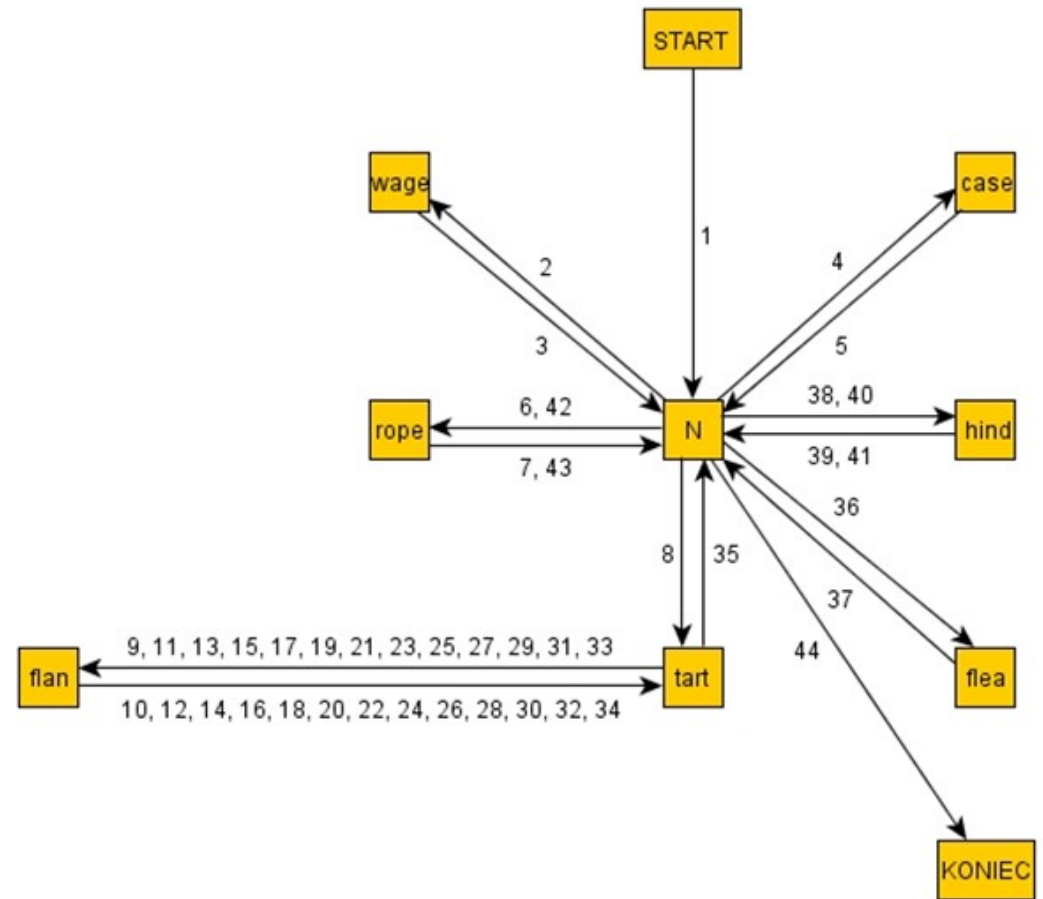 START
wage
case
1
2
4
3
5
6, 42
38, 40
rope
N
hind
7, 43
39, 41
36
8
35
37
9, 11, 13, 15, 17, 19, 21, 23, 25, 27, 29, 31, 33
44
flan
tart
flea
10, 12, 14, 16, 18, 20, 22, 24, 26, 28, 30, 32, 34
KONIEC